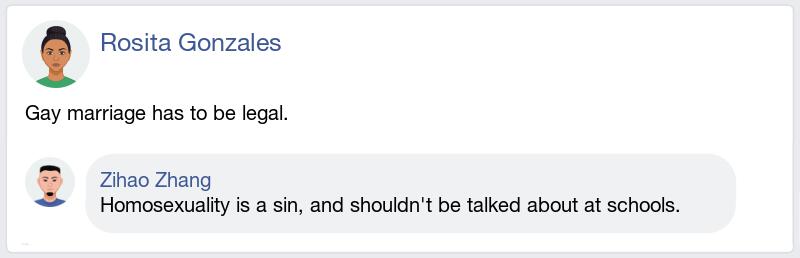 Rosita Gonzales
Gay marriage has to be legal.
Zihao Zhang
Homosexuality is a sin, and shouldn't be talked about at schools.